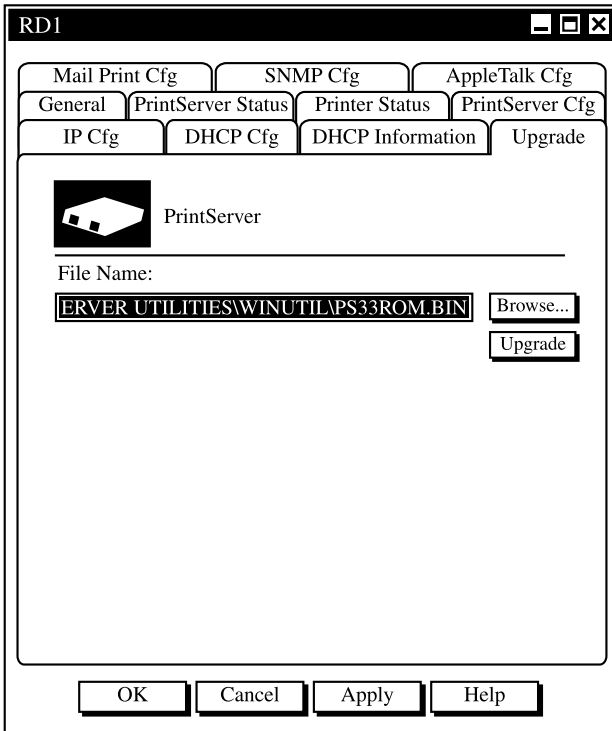 RD1
Mail Print Cfg SNMP Cfg AppleTalk Cfg
General PrintServer Status Printer Status PrintServer Cfg
IP Cfg DHCP Cfg DHCP Information Upgrade
PrintServer
File Name:
ERVER UTILITIES\WINUTIL\PS33ROM.BIN Browse...
Upgrade
OK Cancel Apply Help